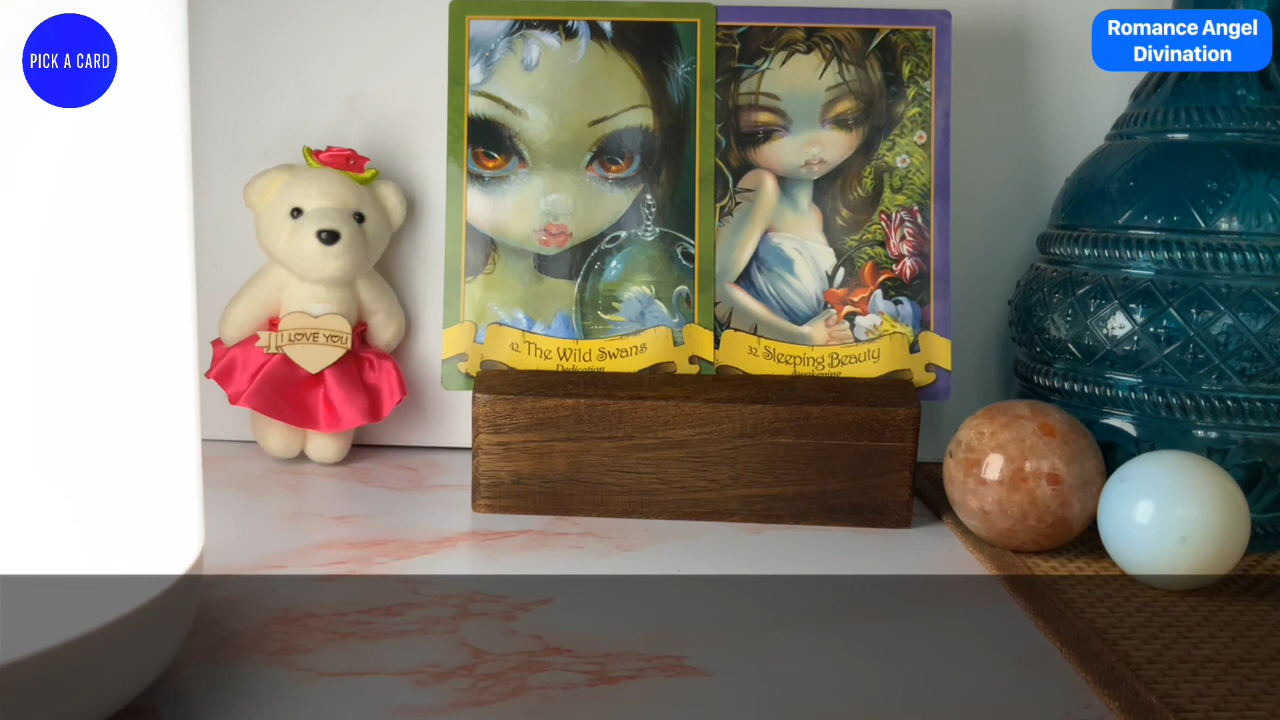 PICK A CARD
Romance Angel
Divination
I LOVE YOU
42 The Wild Swans
Dedication
32 Sleeping Beauty
Awakening